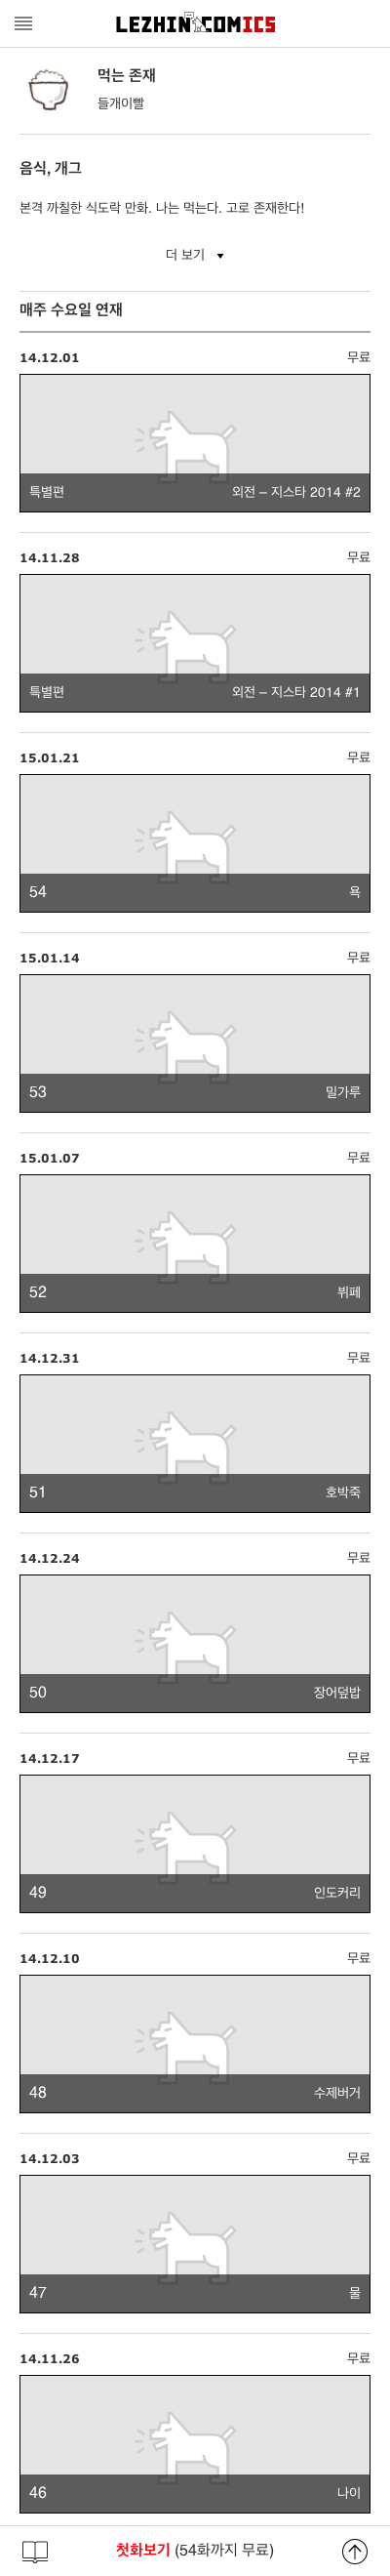 LEZHIN COMICS
먹는 존재
들개이빨
음식, 개그
본격 까칠한 식도락 만화. 나는 먹는다. 고로 존재한다!
더 보기
매주 수요일 연재
14.12.01 무료
특별편 외전 – 지스타 2014 #2
14.11.28 무료
특별편 외전 – 지스타 2014 #1
15.01.21 무료
54 욕
15.01.14 무료
53 밀가루
15.01.07 무료
52 뷔페
14.12.31 무료
51 호박죽
14.12.24 무료
50 장어덮밥
14.12.17 무료
49 인도커리
14.12.10 무료
48 수제버거
14.12.03 무료
47 물
14.11.26 무료
46 나이
첫화보기 (54화까지 무료)